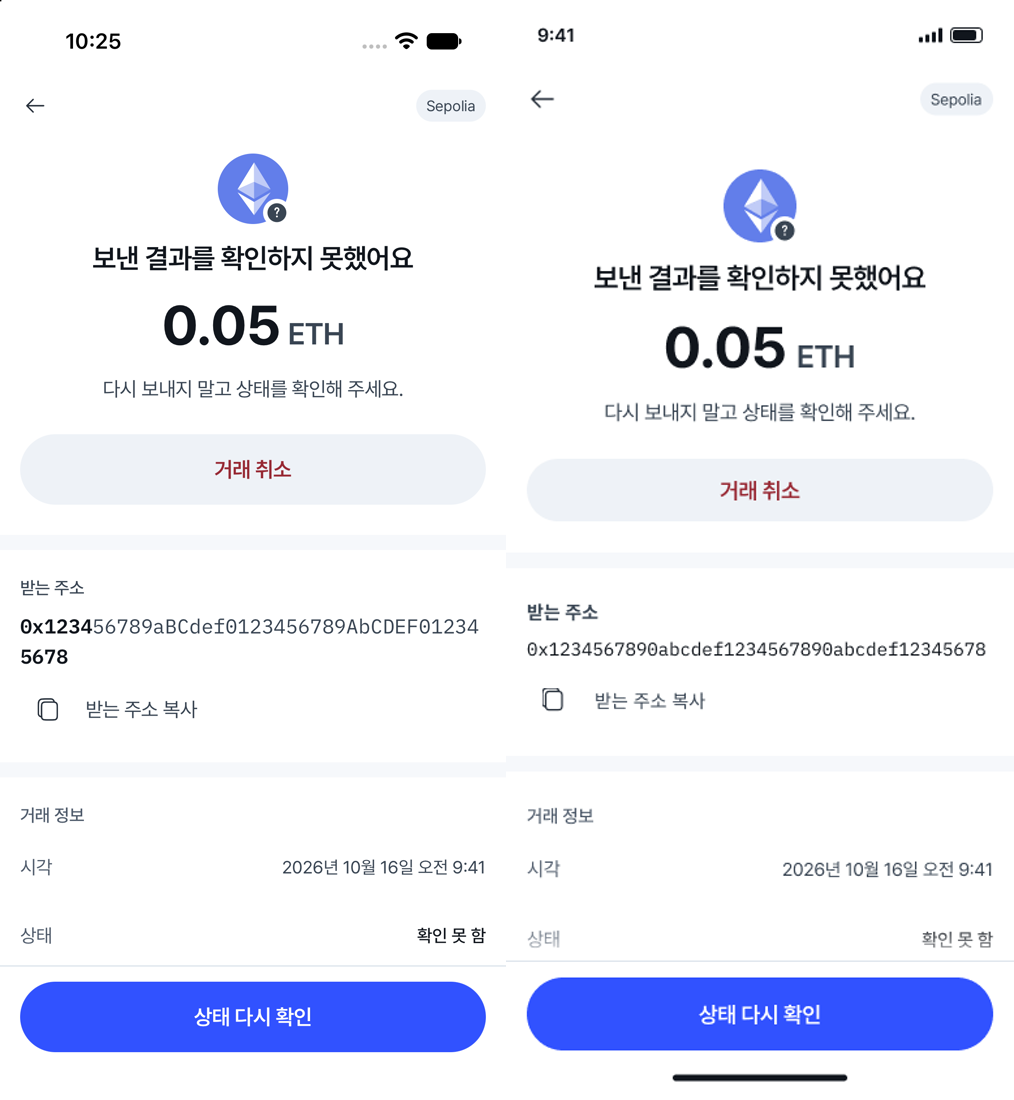 10:25
Sepolia
?
보낸 결과를 확인하지 못했어요
0.05 ETH
다시 보내지 말고 상태를 확인해 주세요.
거래 취소
받는 주소
0x123456789aBCdef0123456789AbCDEF01234
5678
받는 주소 복사
거래 정보
시각 2026년 10월 16일 오전 9:41
상태 확인 못 함
상태 다시 확인
9:41
Sepolia
?
보낸 결과를 확인하지 못했어요
0.05 ETH
다시 보내지 말고 상태를 확인해 주세요.
거래 취소
받는 주소
0x1234567890abcdef1234567890abcdef12345678
받는 주소 복사
거래 정보
시각 2026년 10월 16일 오전 9:41
상태 확인 못 함
상태 다시 확인